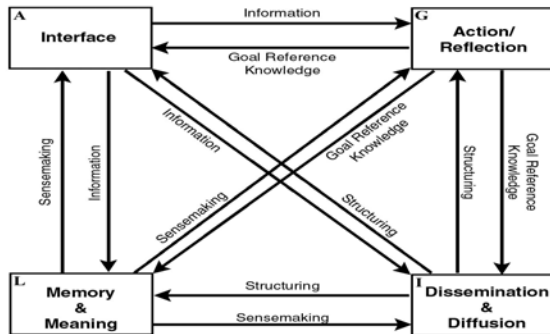 A
Interface
Information
Goal Reference
Knowledge
G
Action/
Reflection
Sensemaking
Information
Information
Goal Reference
Knowledge
Sensemaking
Structuring
Structuring
Goal Reference
Knowledge
L
Memory
&
Meaning
Structuring
Sensemaking
I
Dissemination
&
Diffusion